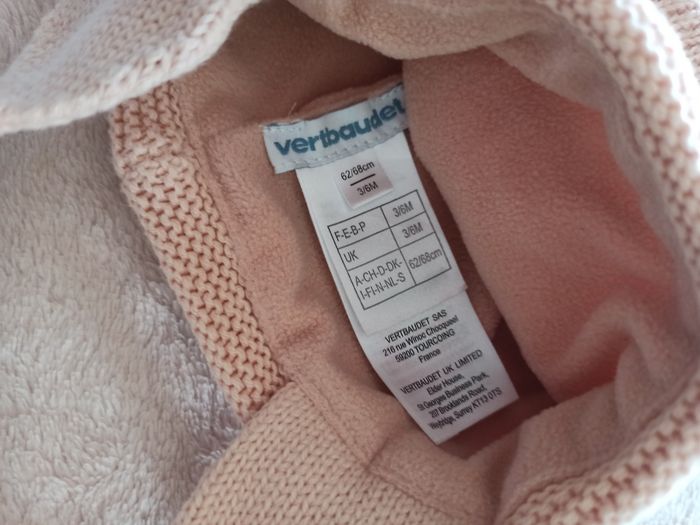 vertbaudet
62/68cm
3/6M
F-E-B-P 3/6M
UK 3/6M
A-CH-D-DK- 62/68cm
I-FI-N-NL-S
VERTBAUDET SAS
216 rue Winoc Chocqueel
59200 TOURCOING
France
VERTBAUDET UK LIMITED
Elder House,
St Georges Business Park,
207 Brooklands Road,
Weybridge, Surrey KT13 0TS